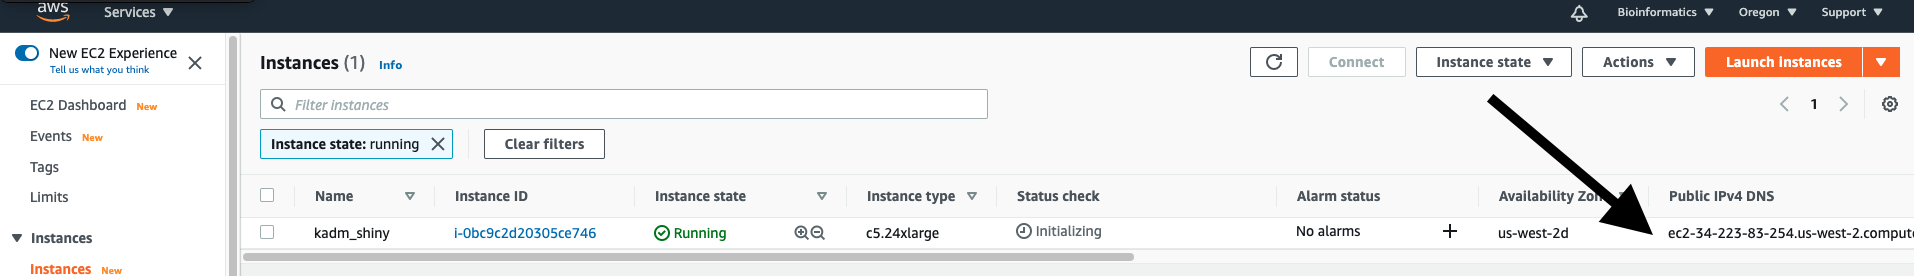 aws
Services
Bioinformatics
Oregon
Support
New EC2 Experience
Tell us what you think
EC2 Dashboard New
Events New
Tags
Limits
Instances
Instances New
Instances (1) Info
Connect
Instance state
Actions
Launch instances
Filter instances
1
Instance state: running
Clear filters
Name
Instance ID
Instance state
Instance type
Status check
Alarm status
Availability Zon
Public IPv4 DNS
kadm_shiny
i-0bc9c2d20305ce746
Running
c5.24xlarge
Initializing
No alarms
us-west-2d
ec2-34-223-83-254.us-west-2.comput